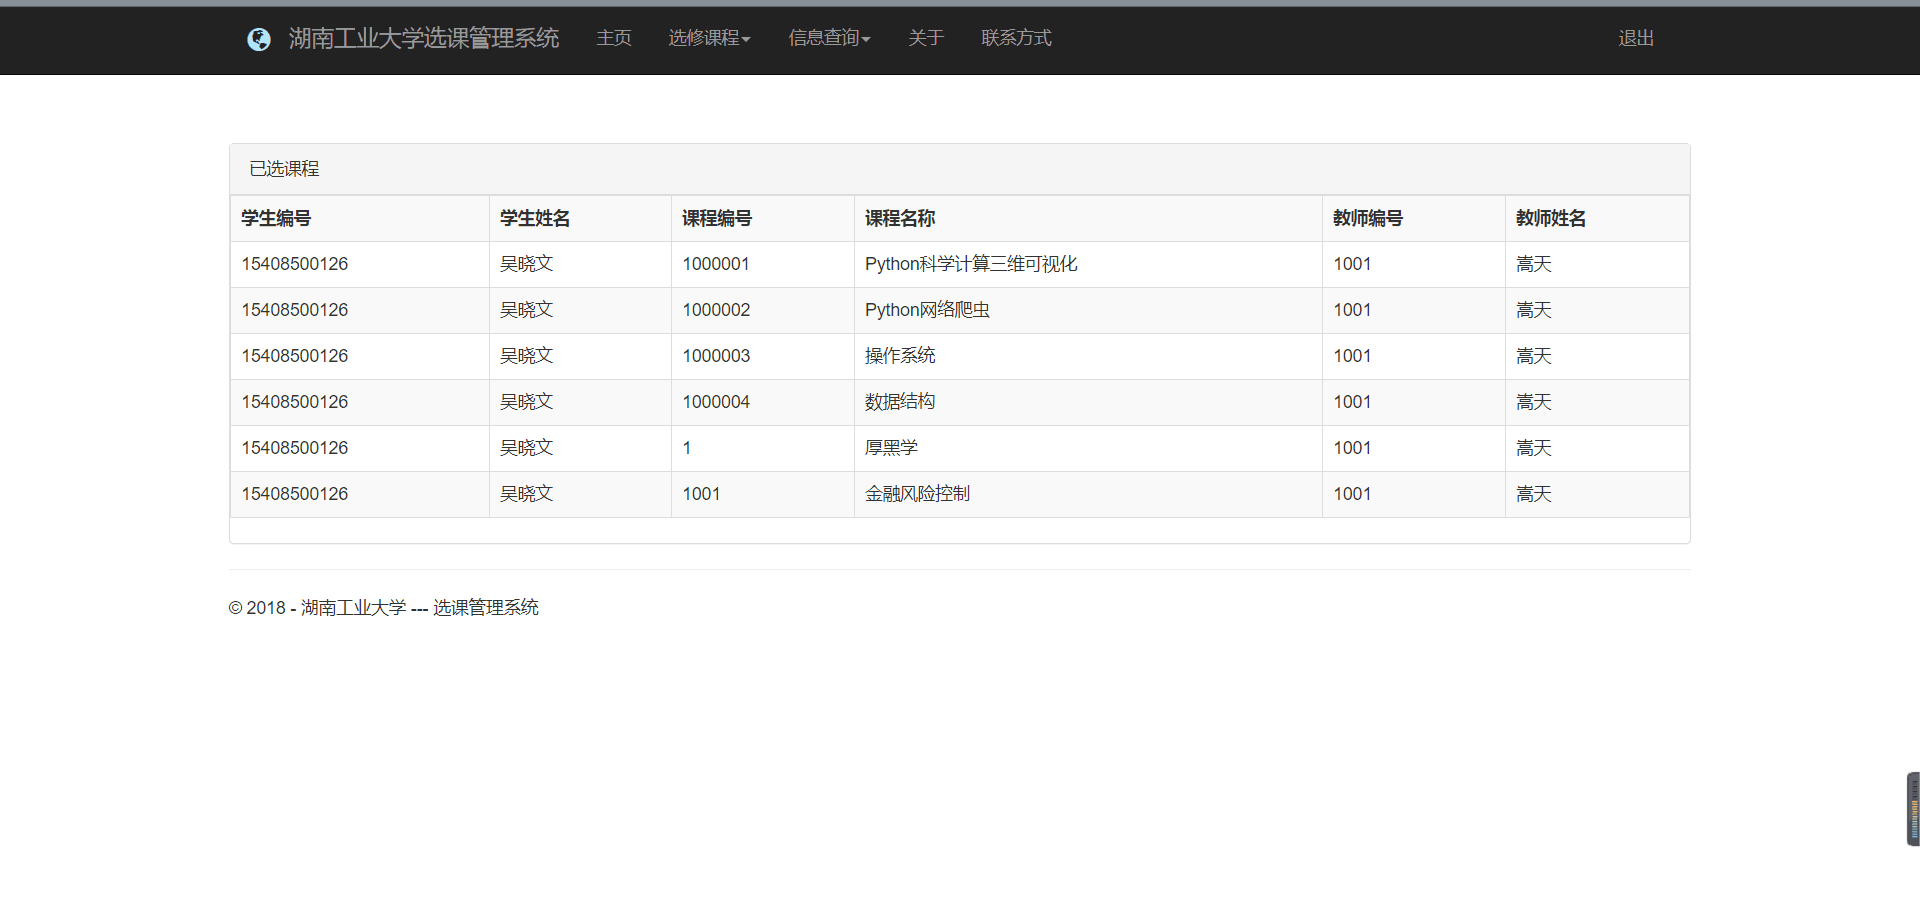 湖南工业大学选课管理系统 主页 选修课程 信息查询 关于 联系方式 退出
已选课程
学生编号 学生姓名 课程编号 课程名称 教师编号 教师姓名
15408500126 吴晓文 1000001 Python科学计算三维可视化 1001 嵩天
15408500126 吴晓文 1000002 Python网络爬虫 1001 嵩天
15408500126 吴晓文 1000003 操作系统 1001 嵩天
15408500126 吴晓文 1000004 数据结构 1001 嵩天
15408500126 吴晓文 1 厚黑学 1001 嵩天
15408500126 吴晓文 1001 金融风险控制 1001 嵩天
© 2018 - 湖南工业大学 --- 选课管理系统